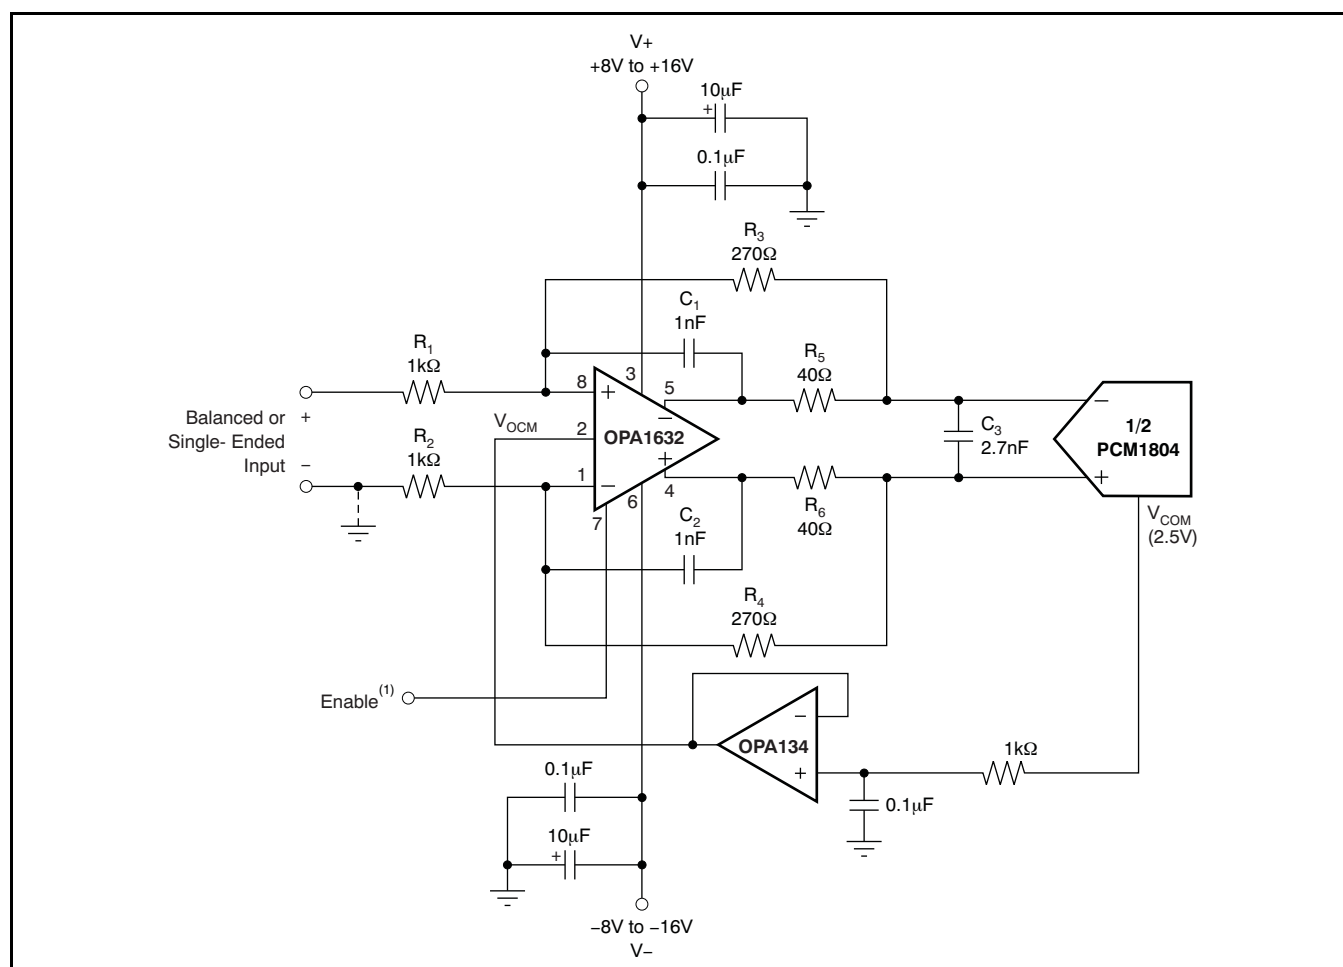 V+
+8V to +16V
10μF
+
0.1μF
R3
270Ω
C1
1nF
R1
1kΩ
R5
40Ω
3
5
8
+
−
Balanced or
Single- Ended
Input
+
−
VOCM
2
OPA1632
R2
1kΩ
1
−
+
4
6
7
C3
2.7nF
−
+
1/2
PCM1804
C2
1nF
R6
40Ω
VCOM
(2.5V)
R4
270Ω
Enable(1)
−
OPA134
+
1kΩ
0.1μF
0.1μF
10μF
+
−8V to −16V
V−